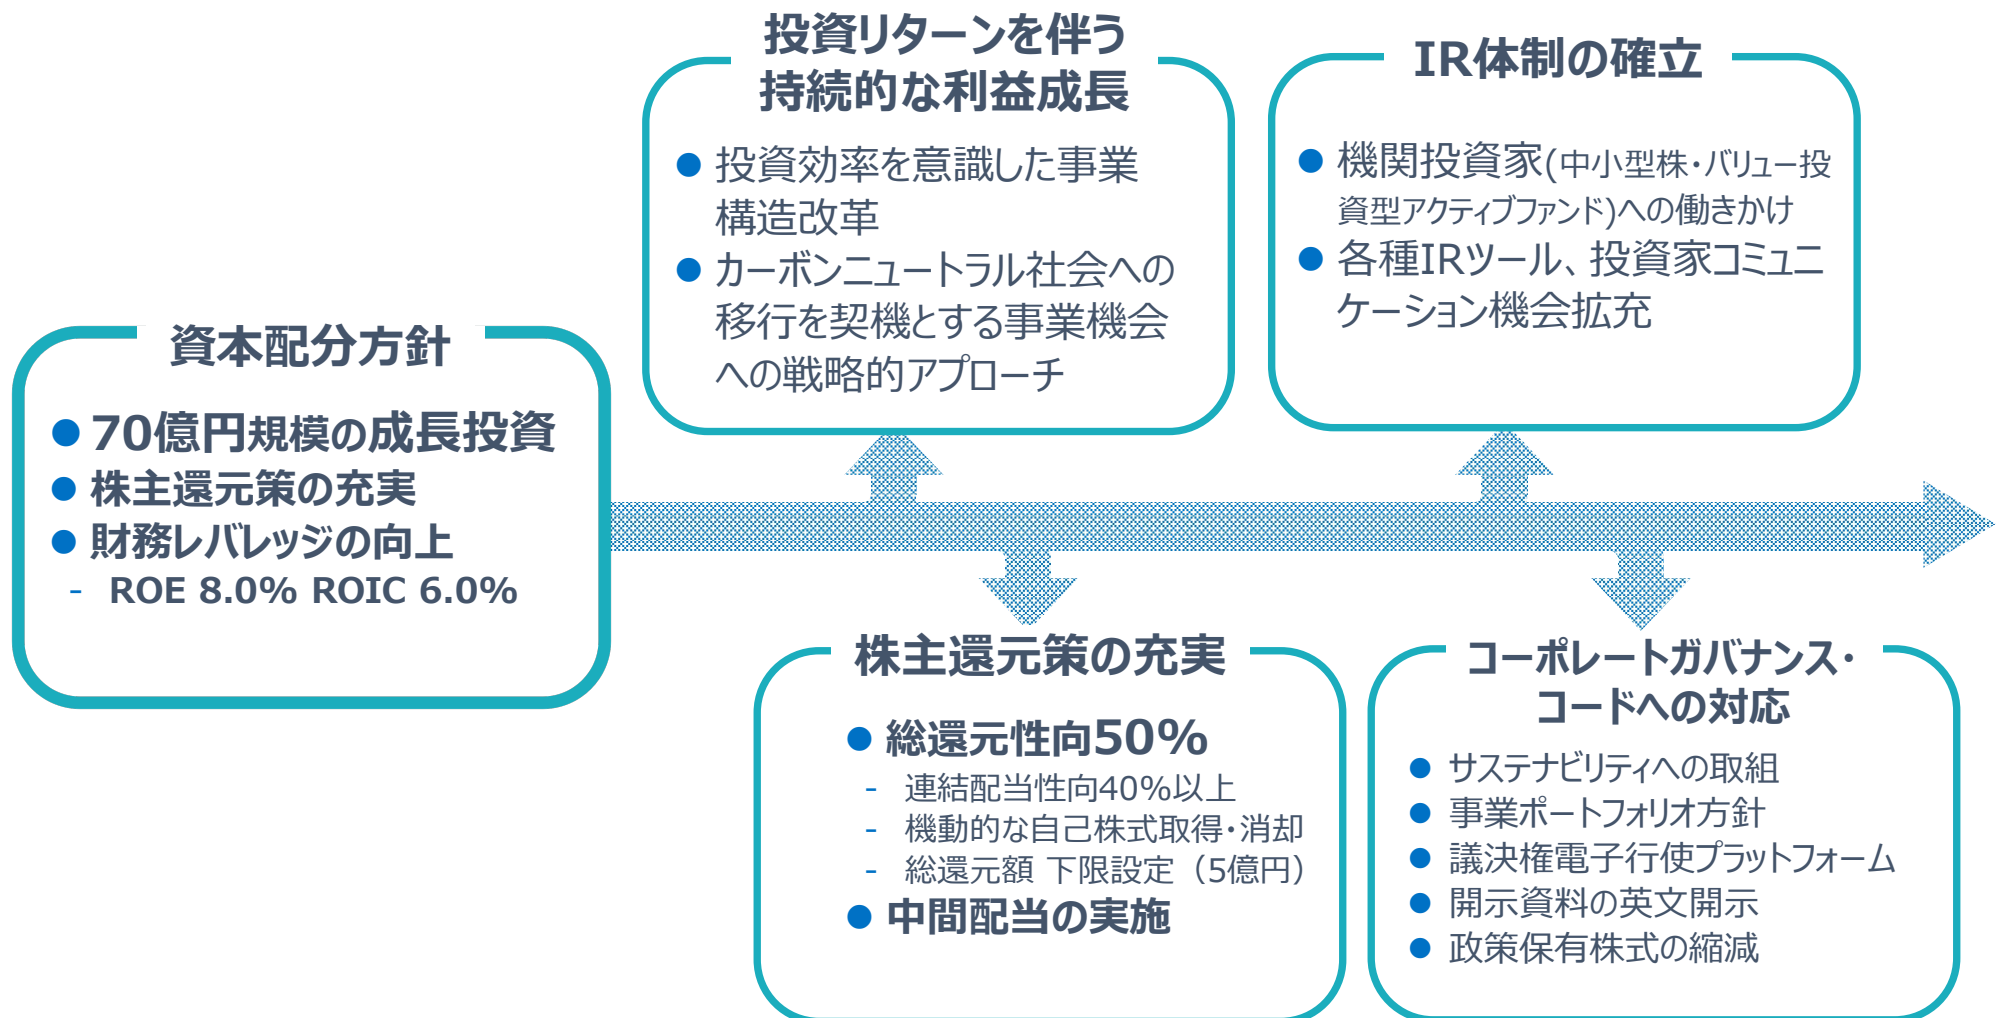 資本配分方針
● 70億円規模の成長投資
● 株主還元策の充実
● 財務レバレッジの向上
- ROE 8.0% ROIC 6.0%
投資リターンを伴う
持続的な利益成長
● 投資効率を意識した事業
構造改革
● カーボンニュートラル社会への
移行を契機とする事業機会
への戦略的アプローチ
IR体制の確立
● 機関投資家(中小型株・バリュー投
資型アクティブファンド)への働きかけ
● 各種IRツール、投資家コミュニ
ケーション機会拡充
株主還元策の充実
● 総還元性向50%
- 連結配当性向40%以上
- 機動的な自己株式取得・消却
- 総還元額 下限設定（5億円）
● 中間配当の実施
コーポレートガバナンス・
コードへの対応
● サステナビリティへの取組
● 事業ポートフォリオ方針
● 議決権電子行使プラットフォーム
● 開示資料の英文開示
● 政策保有株式の縮減